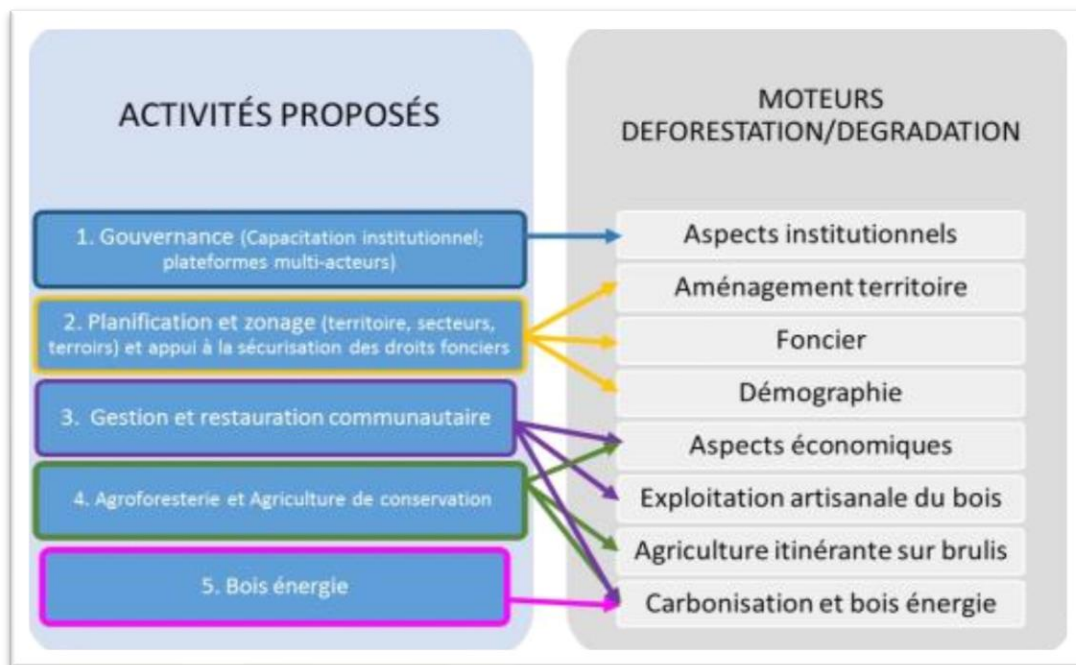 ACTIVITÉS PROPOSÉS
1. Gouvernance (Capacitation institutionnel;
plateformes multi-acteurs)
2. Planification et zonage (territoire, secteurs,
terroirs) et appui à la sécurisation des droits fonciers
3. Gestion et restauration communautaire
4. Agroforesterie et Agriculture de conservation
5. Bois énergie
MOTEURS
DEFORESTATION/DEGRADATION
Aspects institutionnels
Aménagement territoire
Foncier
Démographie
Aspects économiques
Exploitation artisanale du bois
Agriculture itinérante sur brulis
Carbonisation et bois énergie